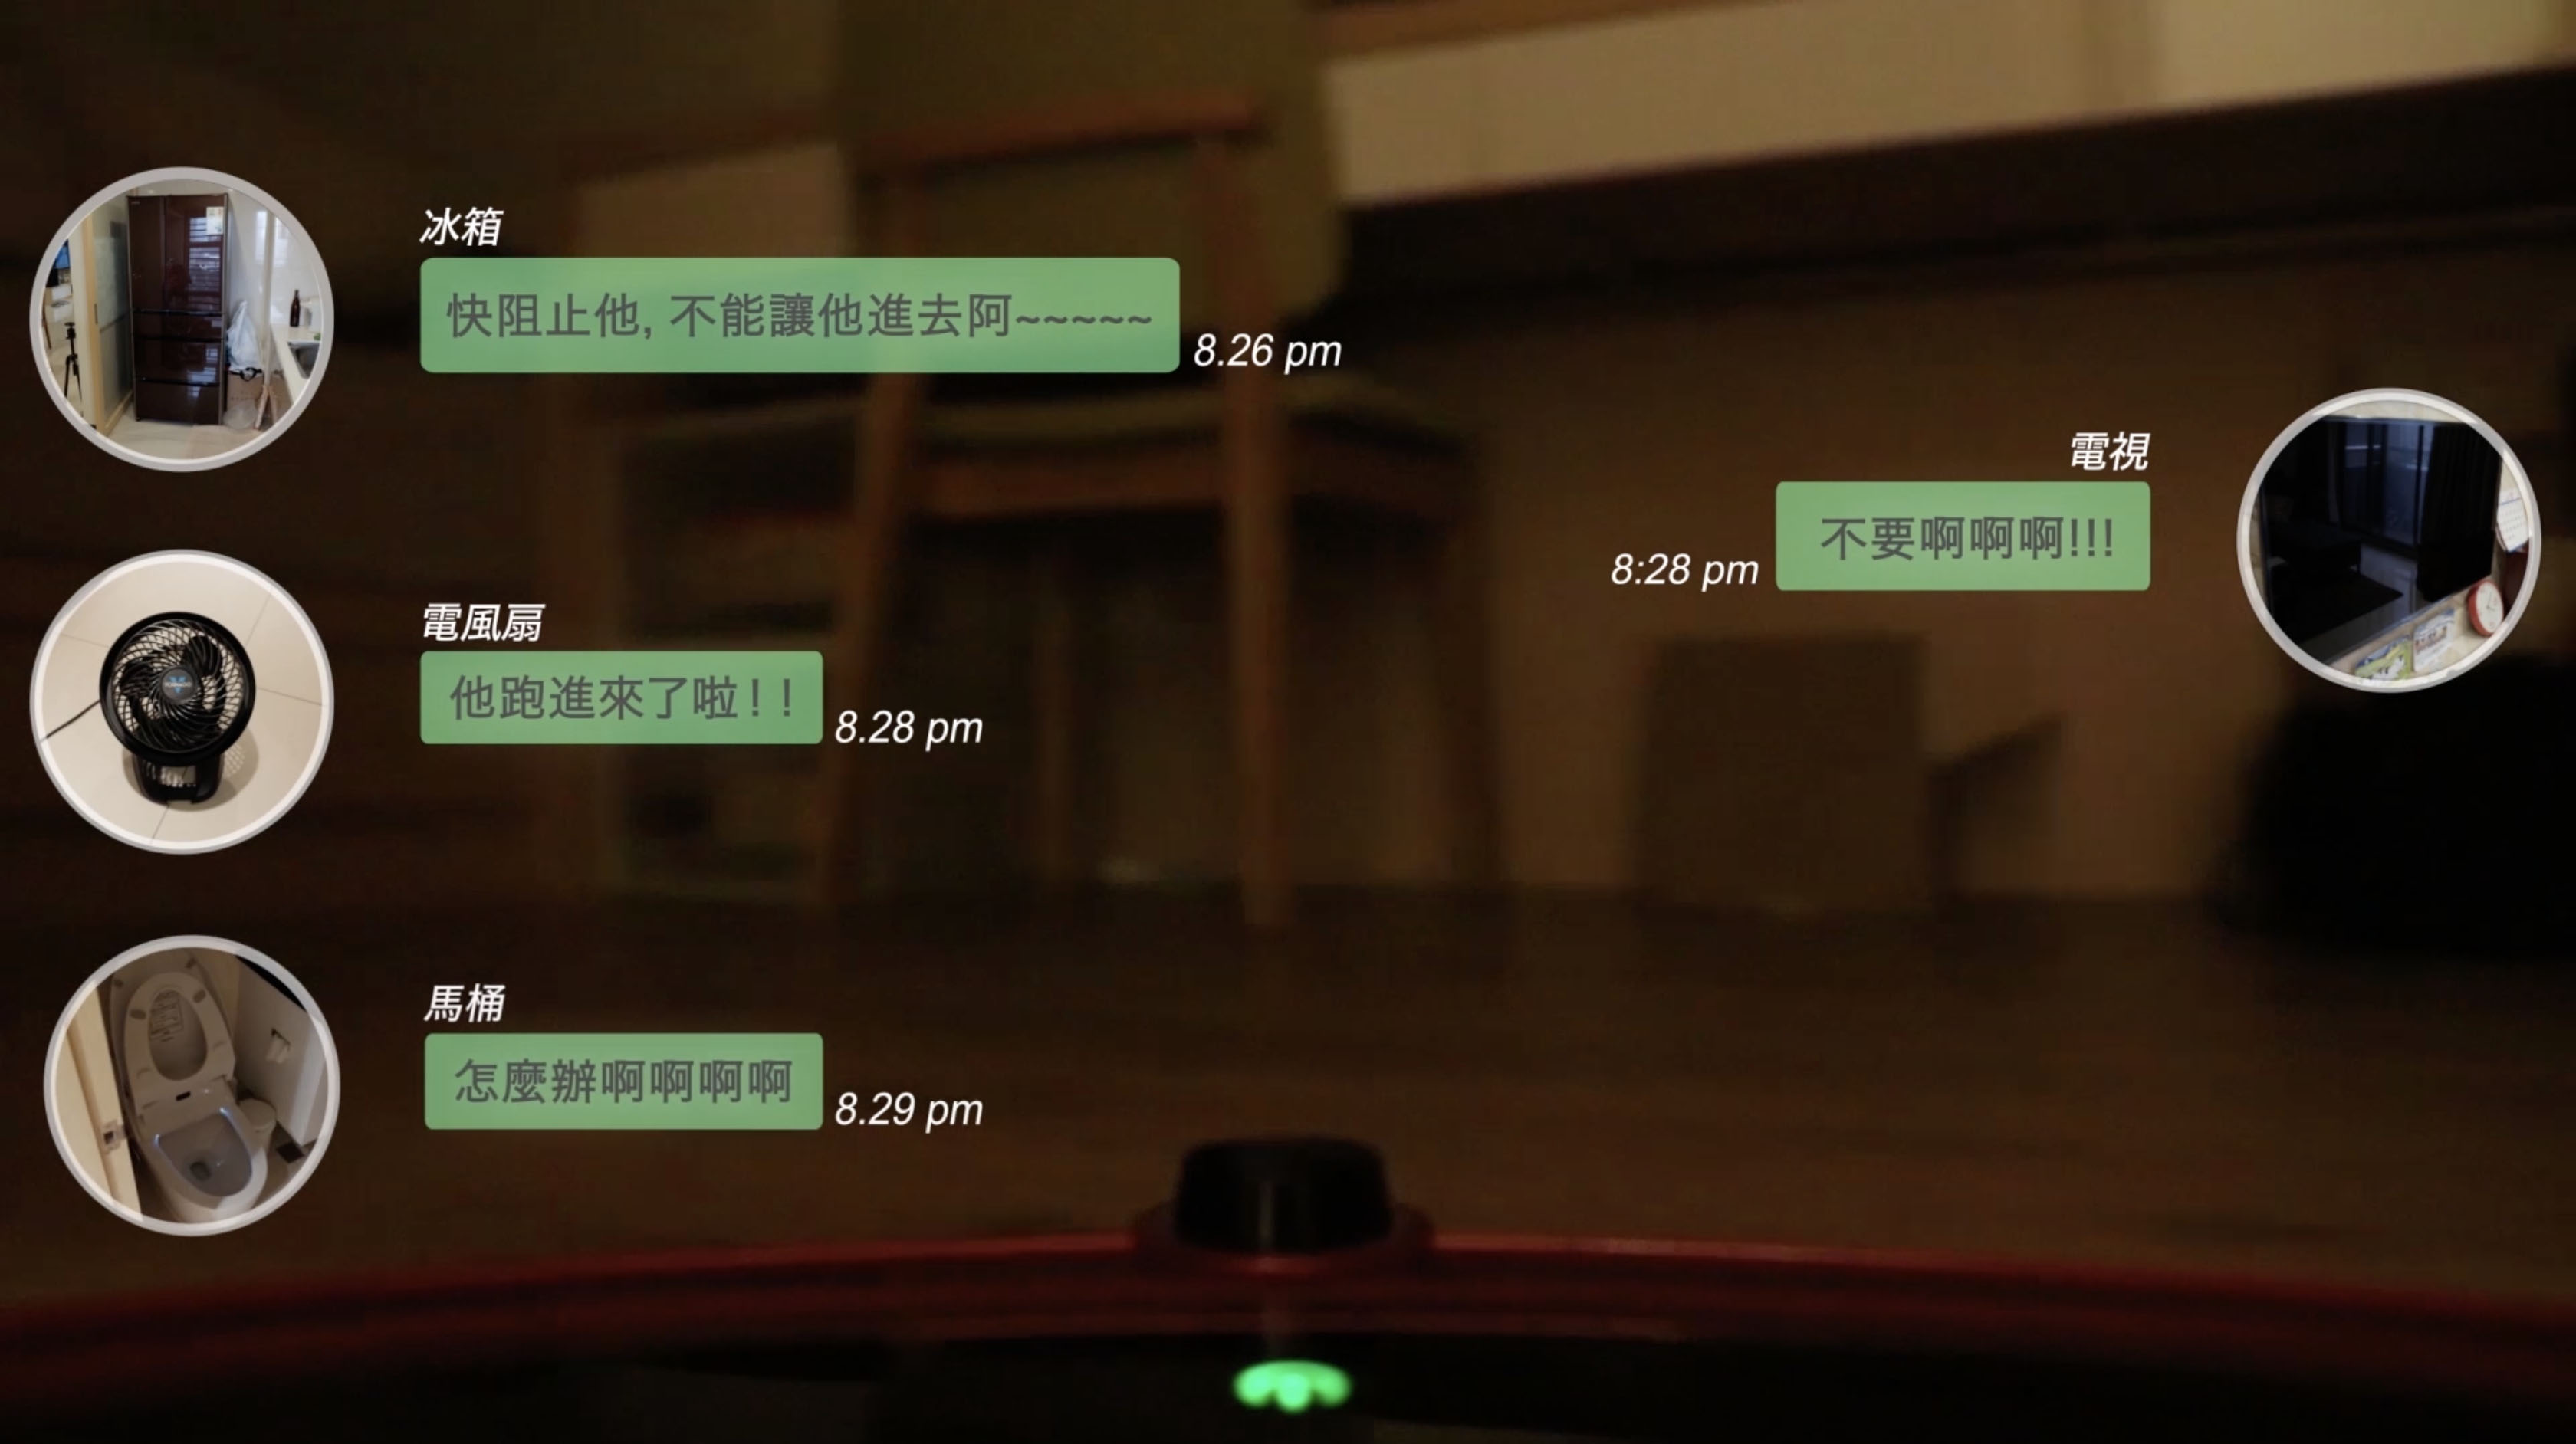 冰箱
快阻止他, 不能讓他進去阿~~~~~
8.26 pm
電視
不要啊啊啊!!!
8:28 pm
電風扇
他跑進來了啦!!
8.28 pm
馬桶
怎麼辦啊啊啊啊
8.29 pm